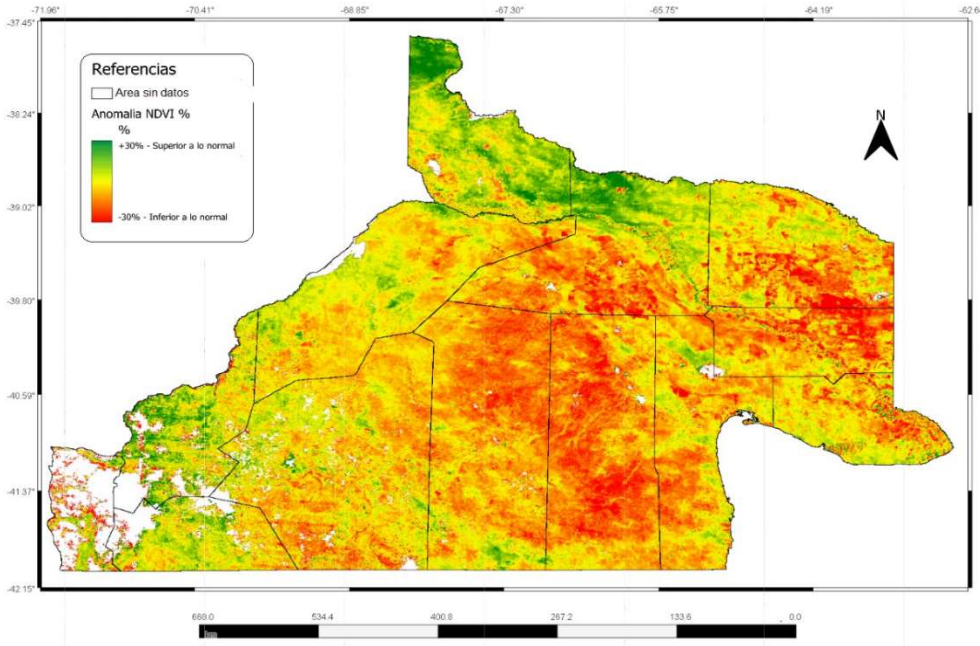 -71.96 -70.41 -68.85 -67.30 -65.75 -64.19 -62.6
-37.45
-38.24°
-39.02
-39.80
-40.59
-41.37
-42.15
Referencias
Area sin datos
Anomalia NDVI %
%
+30% - Superior a lo normal
-30% - Inferior a lo normal
N
668.0 534.4 400.8 267.2 133.6 0.0